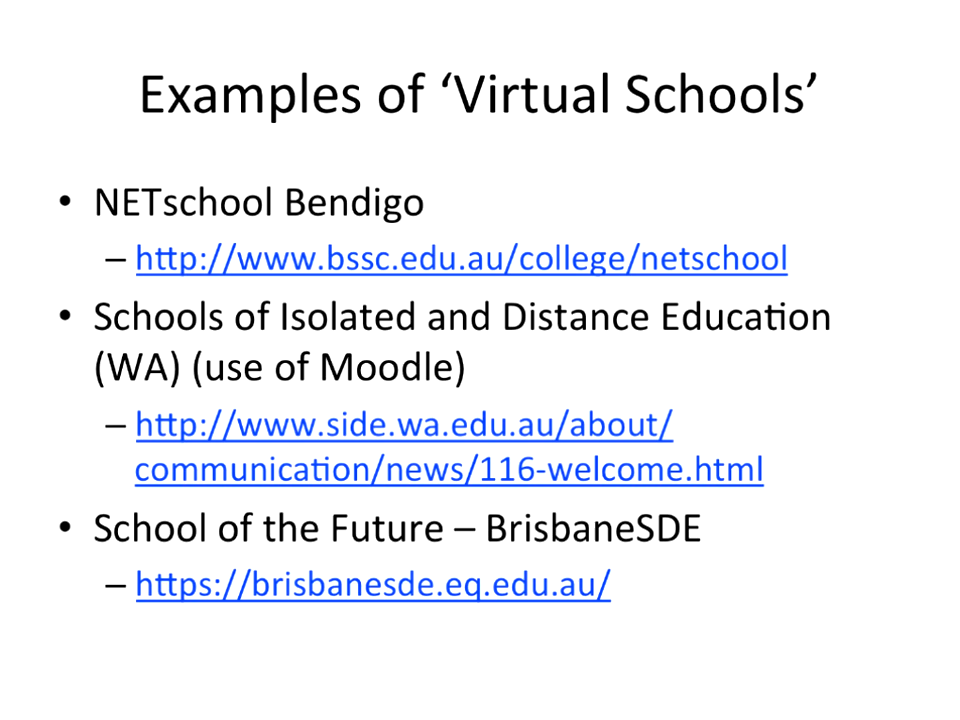 Examples of ‘Virtual Schools’
• NETschool Bendigo
– http://www.bssc.edu.au/college/netschool
• Schools of Isolated and Distance Education
(WA) (use of Moodle)
– http://www.side.wa.edu.au/about/
communication/news/116-welcome.html
• School of the Future – BrisbaneSDE
– https://brisbanesde.eq.edu.au/